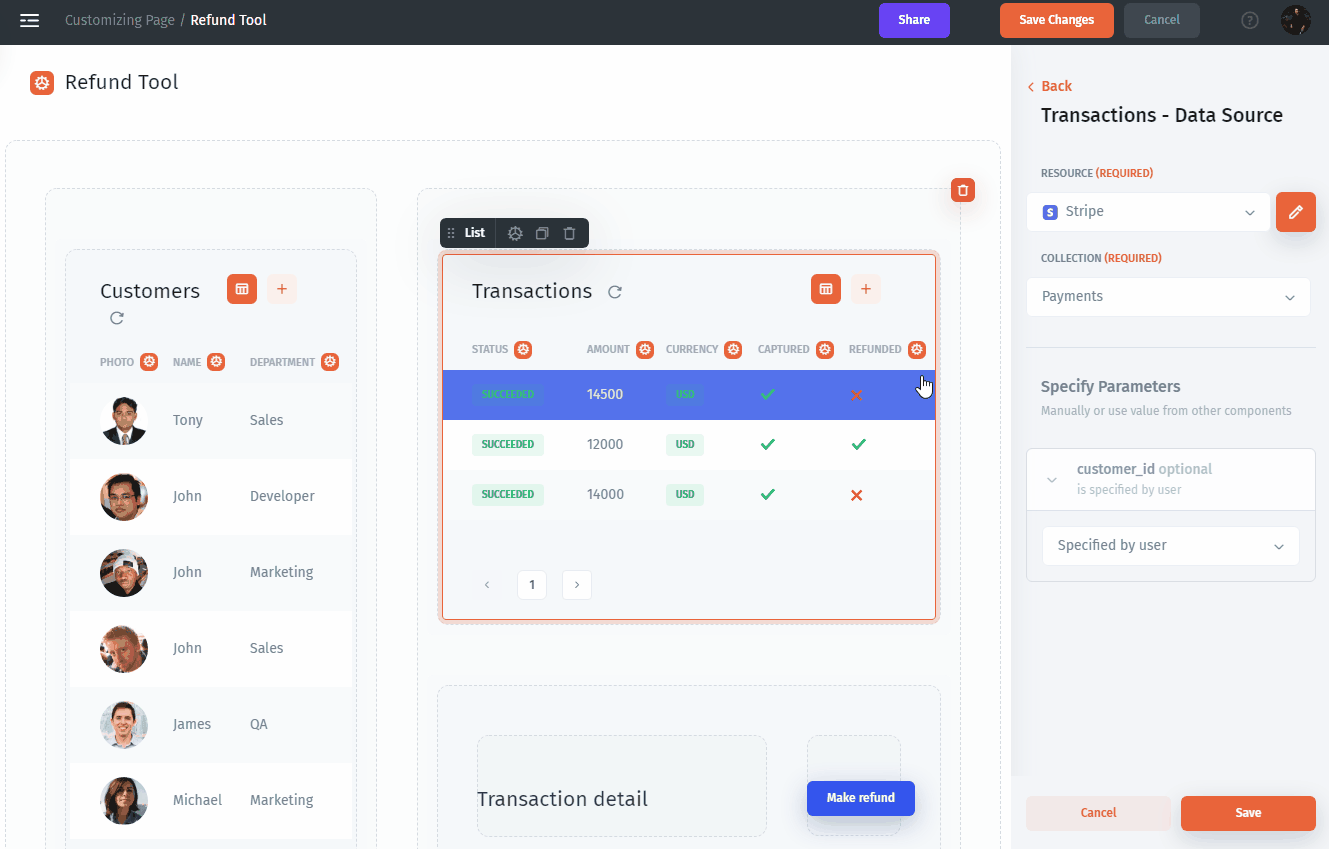 Customizing Page / Refund Tool
Share
Save Changes
Cancel
?
Refund Tool
Back
Transactions - Data Source
RESOURCE (REQUIRED)
S Stripe
COLLECTION (REQUIRED)
Payments
Specify Parameters
Manually or use value from other components
customer_id optional
is specified by user
Specified by user
Cancel
Save
Customers
+
PHOTO NAME DEPARTMENT
Tony Sales
John Developer
John Marketing
John Sales
James QA
Michael Marketing
List
Transactions
+
STATUS AMOUNT CURRENCY CAPTURED REFUNDED
SUCCEEDED 14500 USD
SUCCEEDED 12000 USD
SUCCEEDED 14000 USD
‹ 1 ›
Transaction detail
Make refund